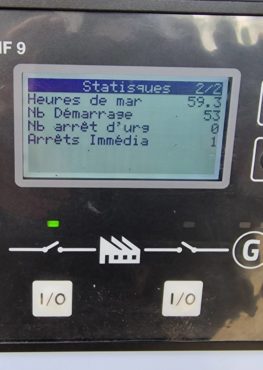 IF 9
Statisques 2/2
Heures de mar 59.3
Nb Démarrage 53
Nb arrêt d'urg 0
Arrêts Immédia 1
G
I/O I/O